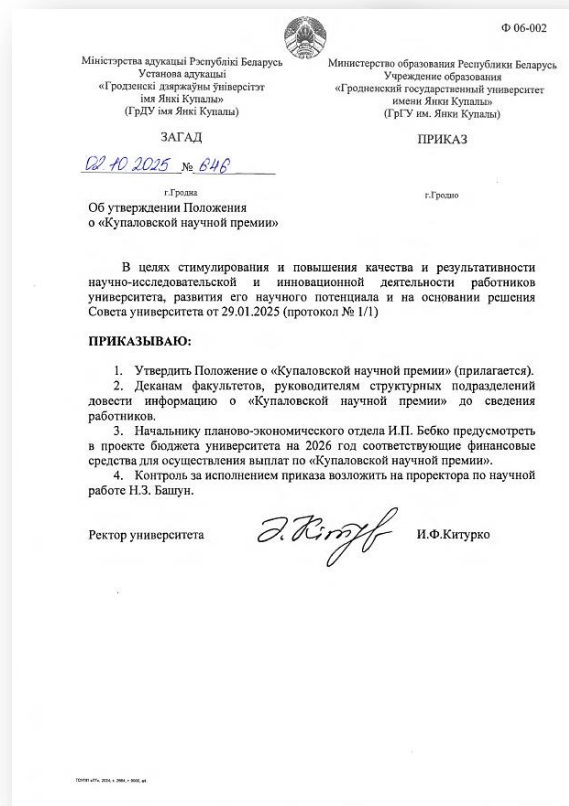 Ф 06-002
Міністэрства адукацыі Рэспублікі Беларусь
Установа адукацыі
«Гродзенскі дзяржаўны ўніверсітэт
імя Янкі Купалы»
(ГрДУ імя Янкі Купалы)
ЗАГАД
Министерство образования Республики Беларусь
Учреждение образования
«Гродненский государственный университет
имени Янки Купалы»
(ГрГУ им. Янки Купалы)
ПРИКАЗ
02.10.2025 № 646
г.Гродна
г.Гродно
Об утверждении Положения
о «Купаловской научной премии»
В целях стимулирования и повышения качества и результативности
научно-исследовательской и инновационной деятельности работников
университета, развития его научного потенциала и на основании решения
Совета университета от 29.01.2025 (протокол № 1/1)
ПРИКАЗЫВАЮ:
1. Утвердить Положение о «Купаловской научной премии» (прилагается).
2. Деканам факультетов, руководителям структурных подразделений
довести информацию о «Купаловской научной премии» до сведения
работников.
3. Начальнику планово-экономического отдела И.П. Бебко предусмотреть
в проекте бюджета университета на 2026 год соответствующие финансовые
средства для осуществления выплат по «Купаловской научной премии».
4. Контроль за исполнением приказа возложить на проректора по научной
работе Н.З. Башун.
Ректор университета
И.Ф.Китурко